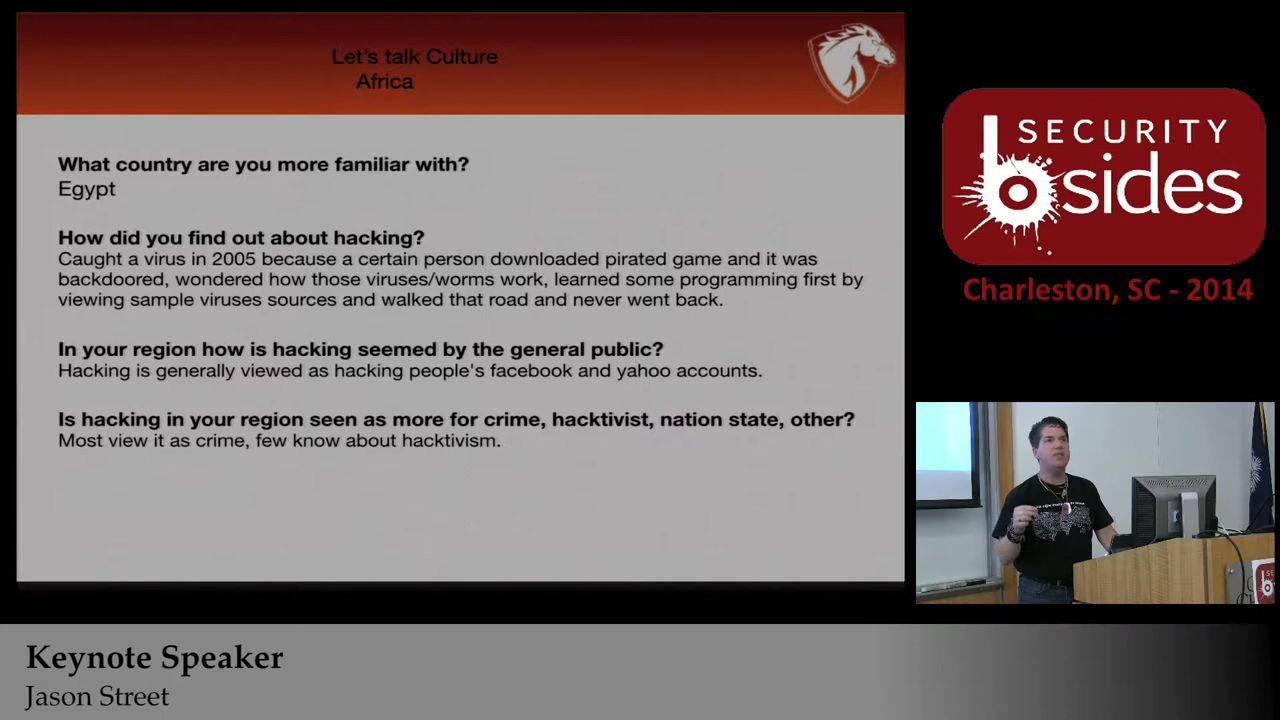 Let's talk Culture
Africa
What country are you more familiar with?
Egypt
How did you find out about hacking?
Caught a virus in 2005 because a certain person downloaded pirated game and it was
backdoored, wondered how those viruses/worms work, learned some programming first by
viewing sample viruses sources and walked that road and never went back.
In your region how is hacking seemed by the general public?
Hacking is generally viewed as hacking people's facebook and yahoo accounts.
Is hacking in your region seen as more for crime, hacktivist, nation state, other?
Most view it as crime, few know about hacktivism.
SECURITY
bsides
Charleston, SC - 2014
Keynote Speaker
Jason Street